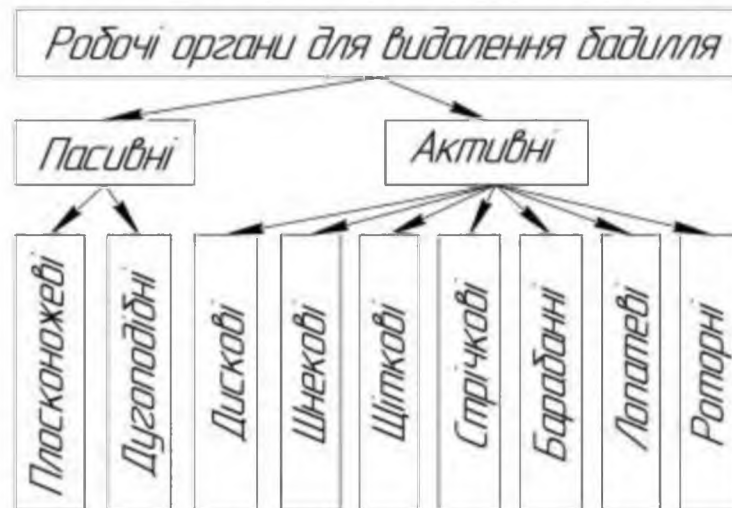 Робочі органи для видалення бадилля
Пасивні
Активні
Плосконожеві
Дугоподібні
Дискові
Шнекові
Щіткові
Стрічкові
Барабанні
Лопатеві
Роторні